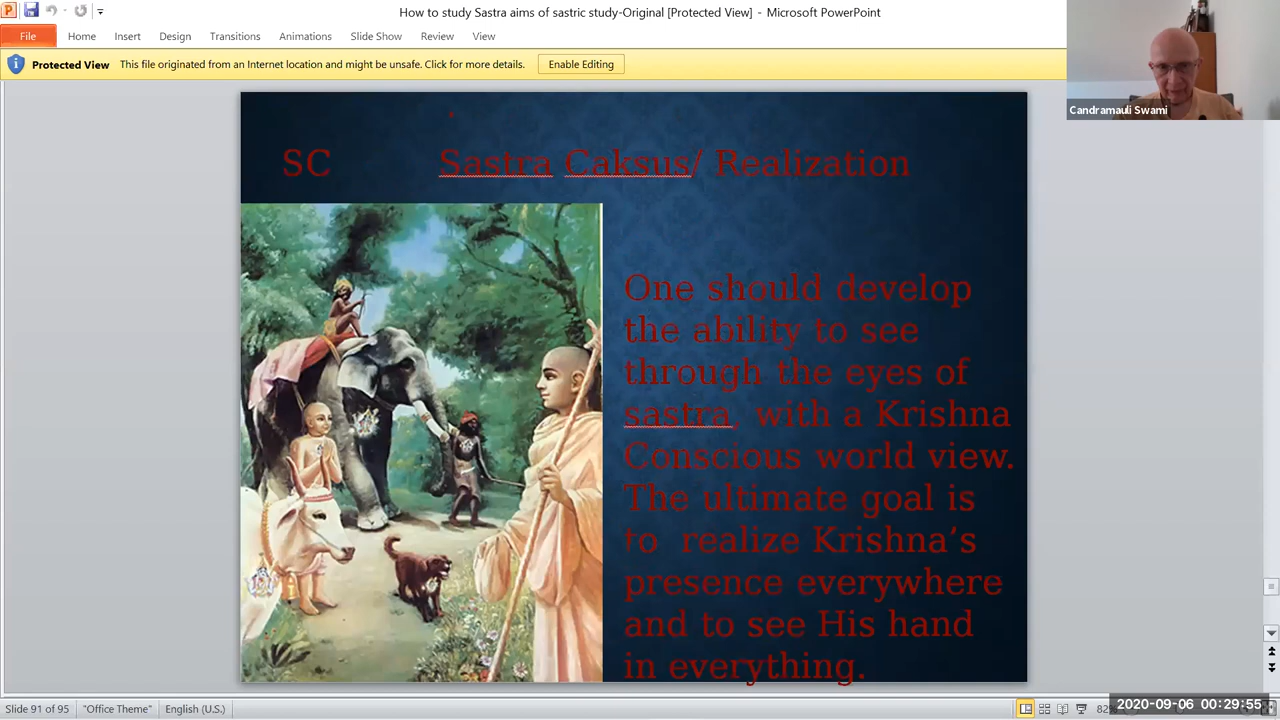 How to study Sastra aims of sastric study-Original [Protected View] - Microsoft PowerPoint
File Home Insert Design Transitions Animations Slide Show Review View
Protected View This file originated from an Internet location and might be unsafe. Click for more details. Enable Editing
Candramauli Swami
SC Sastra Caksus/ Realization
One should develop
the ability to see
through the eyes of
sastra, with a Krishna
Conscious world view.
The ultimate goal is
to realize Krishna’s
presence everywhere
and to see His hand
in everything.
Slide 91 of 95 "Office Theme" English (U.S.)
2020-09-06 00:29:55